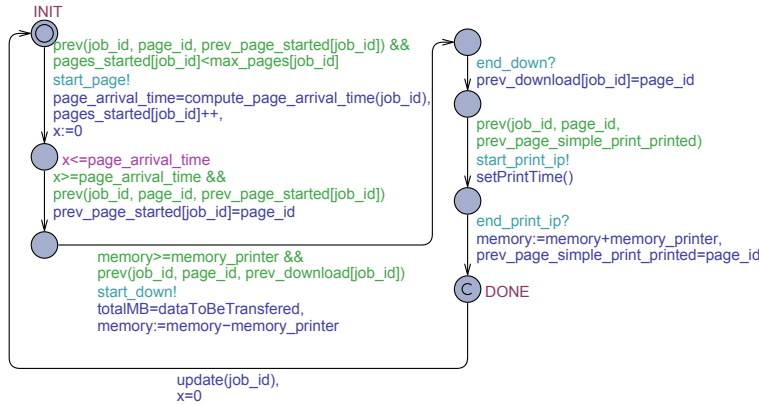 INIT
prev(job_id, page_id, prev_page_started[job_id]) &&
pages_started[job_id]<max_pages[job_id]
start_page!
page_arrival_time=compute_page_arrival_time(job_id),
pages_started[job_id]++,
x:=0
x<=page_arrival_time
x>=page_arrival_time &&
prev(job_id, page_id, prev_page_started[job_id])
prev_page_started[job_id]=page_id
memory>=memory_printer &&
prev(job_id, page_id, prev_download[job_id])
start_down!
totalMB=dataToBeTransfered,
memory:=memory−memory_printer
end_down?
prev_download[job_id]=page_id
prev(job_id, page_id,
prev_page_simple_print_printed)
start_print_ip!
setPrintTime()
end_print_ip?
memory:=memory+memory_printer,
prev_page_simple_print_printed=page_id
C DONE
update(job_id),
x=0